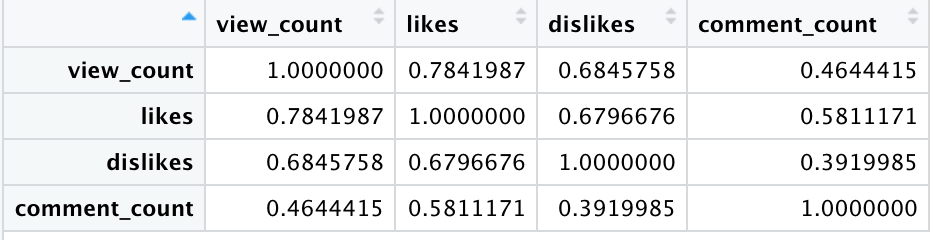 view_count likes dislikes comment_count
view_count 1.0000000 0.7841987 0.6845758 0.4644415
likes 0.7841987 1.0000000 0.6796676 0.5811171
dislikes 0.6845758 0.6796676 1.0000000 0.3919985
comment_count 0.4644415 0.5811171 0.3919985 1.0000000